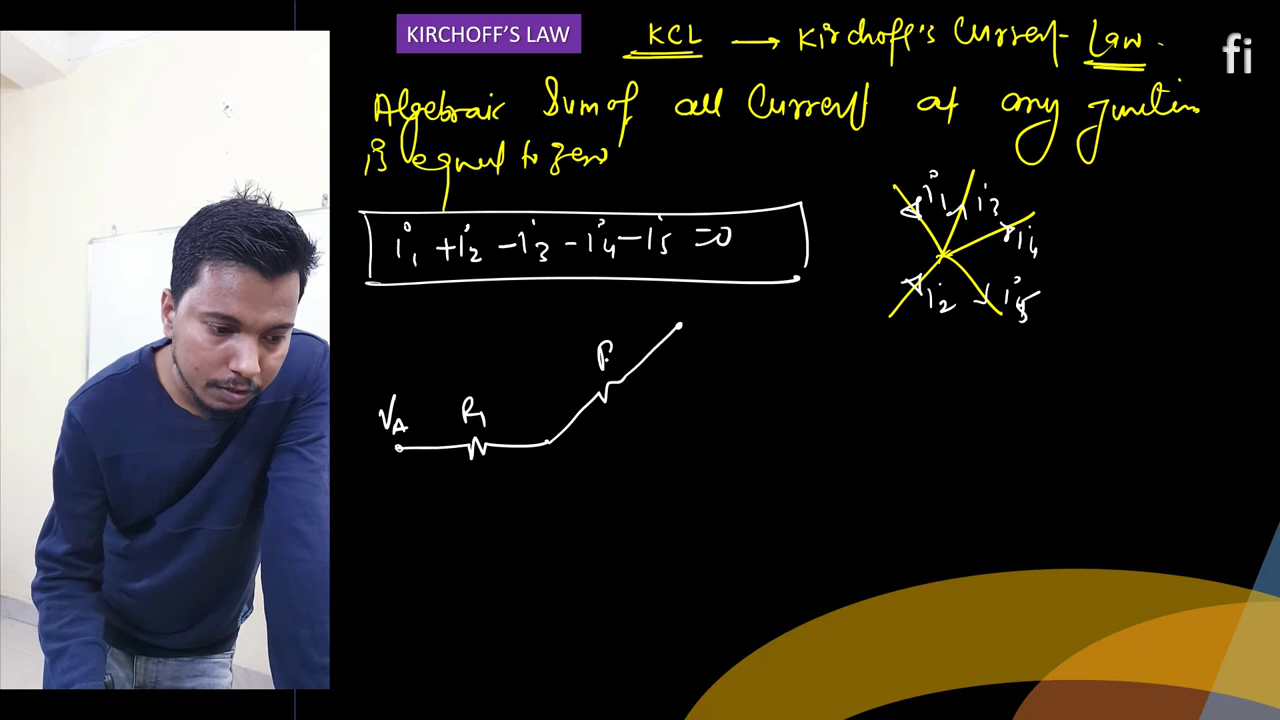 KIRCHOFF'S LAW
KCL → Kirchoff's Current Law.
fi
Algebraic Sum of all Current at any junction
is equal to zero
i₁ + i₂ - i₃ - i₄ - i₅ = 0
i₁ i₃
i₄
i₂ i₅
R
V_A R₁